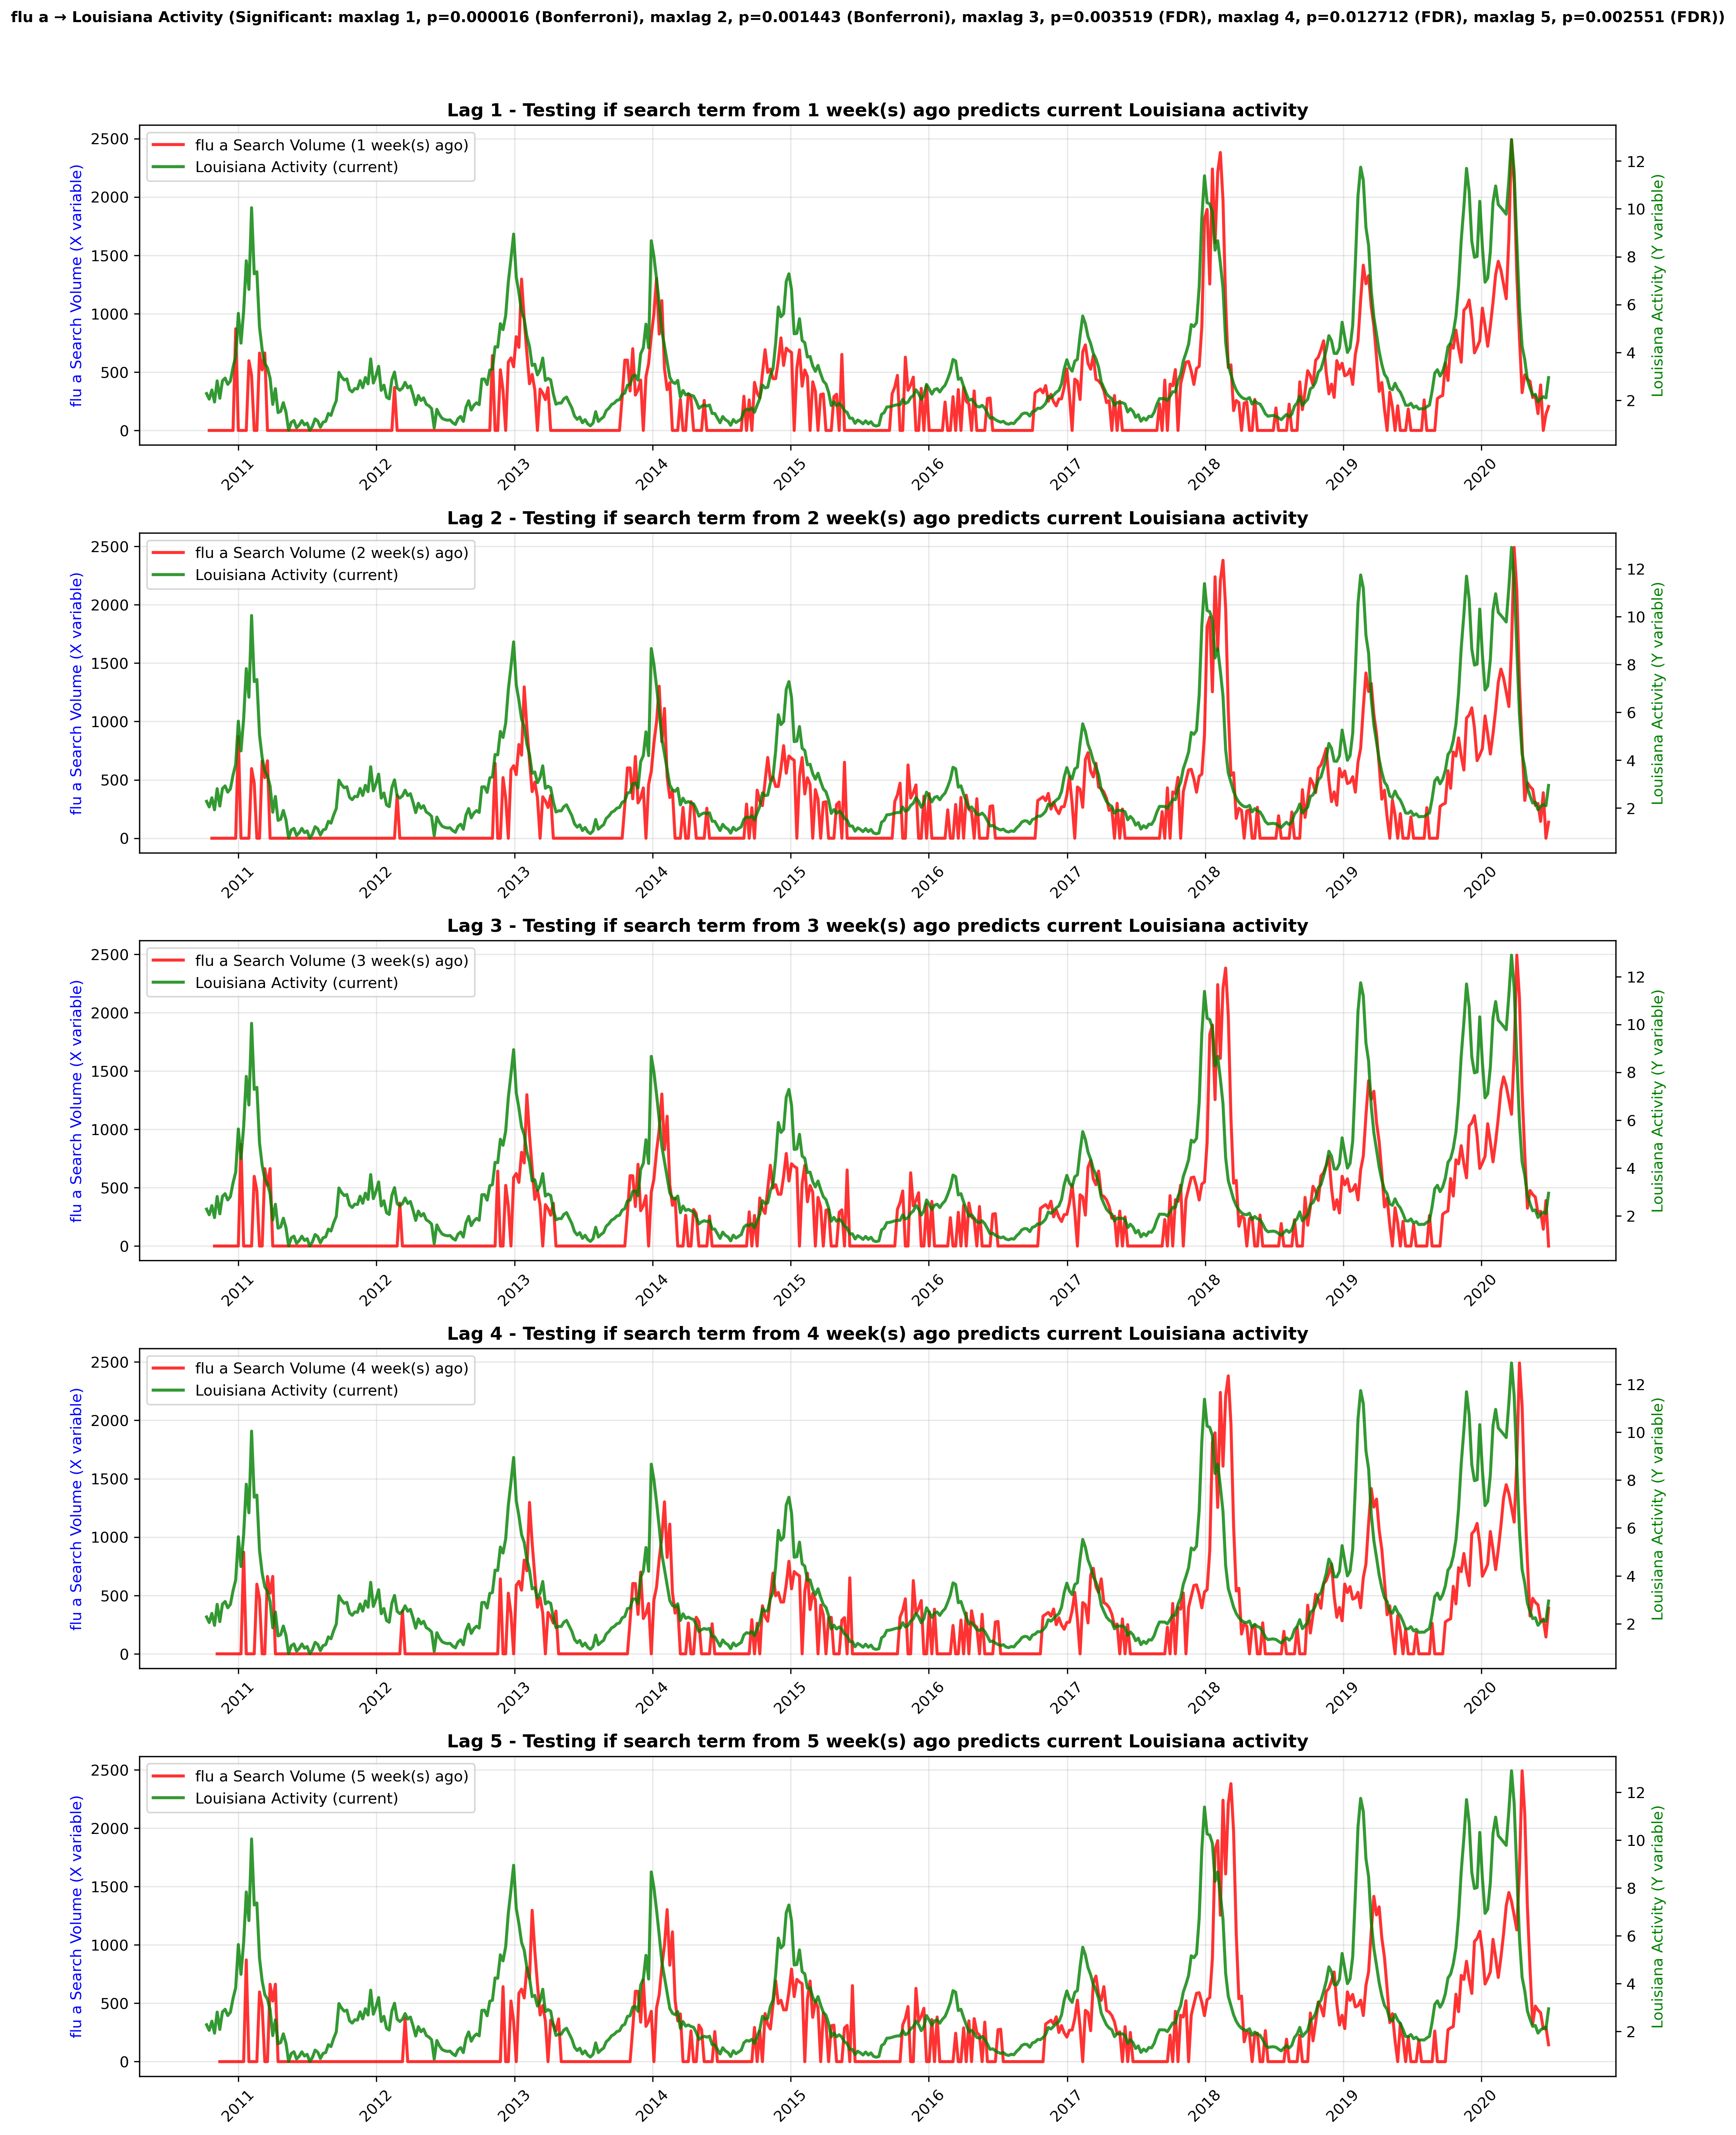 flu a → Louisiana Activity (Significant: maxlag 1, p=0.000016 (Bonferroni), maxlag 2, p=0.001443 (Bonferroni), maxlag 3, p=0.003519 (FDR), maxlag 4, p=0.012712 (FDR), maxlag 5, p=0.002551 (FDR))
Lag 1 - Testing if search term from 1 week(s) ago predicts current Louisiana activity
flu a Search Volume (1 week(s) ago)
Louisiana Activity (current)
flu a Search Volume (X variable)
2500
2000
1500
1000
500
0
12
10
8
6
4
2
Louisiana Activity (Y variable)
2011 2012 2013 2014 2015 2016 2017 2018 2019 2020
Lag 2 - Testing if search term from 2 week(s) ago predicts current Louisiana activity
flu a Search Volume (2 week(s) ago)
Louisiana Activity (current)
flu a Search Volume (X variable)
2500
2000
1500
1000
500
0
12
10
8
6
4
2
Louisiana Activity (Y variable)
2011 2012 2013 2014 2015 2016 2017 2018 2019 2020
Lag 3 - Testing if search term from 3 week(s) ago predicts current Louisiana activity
flu a Search Volume (3 week(s) ago)
Louisiana Activity (current)
flu a Search Volume (X variable)
2500
2000
1500
1000
500
0
12
10
8
6
4
2
Louisiana Activity (Y variable)
2011 2012 2013 2014 2015 2016 2017 2018 2019 2020
Lag 4 - Testing if search term from 4 week(s) ago predicts current Louisiana activity
flu a Search Volume (4 week(s) ago)
Louisiana Activity (current)
flu a Search Volume (X variable)
2500
2000
1500
1000
500
0
12
10
8
6
4
2
Louisiana Activity (Y variable)
2011 2012 2013 2014 2015 2016 2017 2018 2019 2020
Lag 5 - Testing if search term from 5 week(s) ago predicts current Louisiana activity
flu a Search Volume (5 week(s) ago)
Louisiana Activity (current)
flu a Search Volume (X variable)
2500
2000
1500
1000
500
0
12
10
8
6
4
2
Louisiana Activity (Y variable)
2011 2012 2013 2014 2015 2016 2017 2018 2019 2020